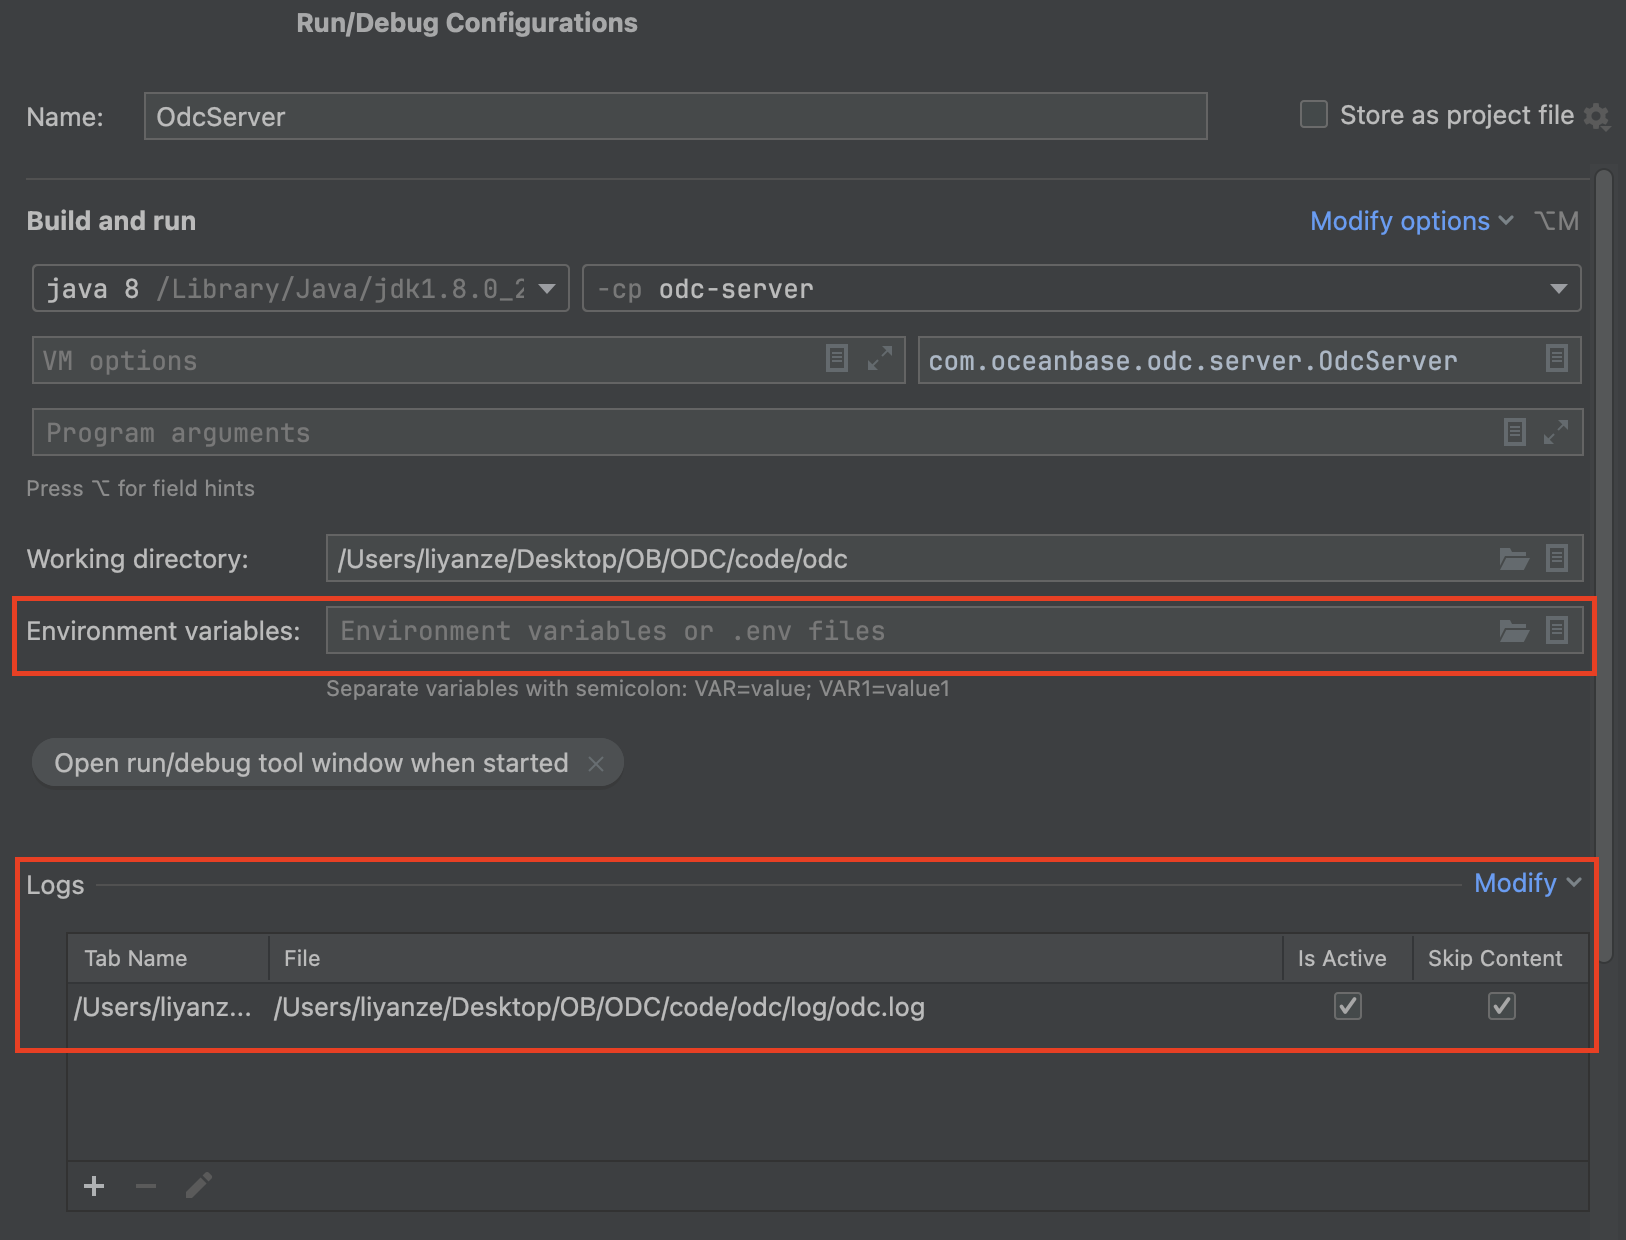 Run/Debug Configurations
Name: OdcServer Store as project file
Build and run Modify options ⌥M
java 8 /Library/Java/jdk1.8.0_2 -cp odc-server
VM options com.oceanbase.odc.server.OdcServer
Program arguments
Press ⌥ for field hints
Working directory: /Users/liyanze/Desktop/OB/ODC/code/odc
Environment variables: Environment variables or .env files
Separate variables with semicolon: VAR=value; VAR1=value1
Open run/debug tool window when started ×
Logs Modify
Tab Name File Is Active Skip Content
/Users/liyanz... /Users/liyanze/Desktop/OB/ODC/code/odc/log/odc.log